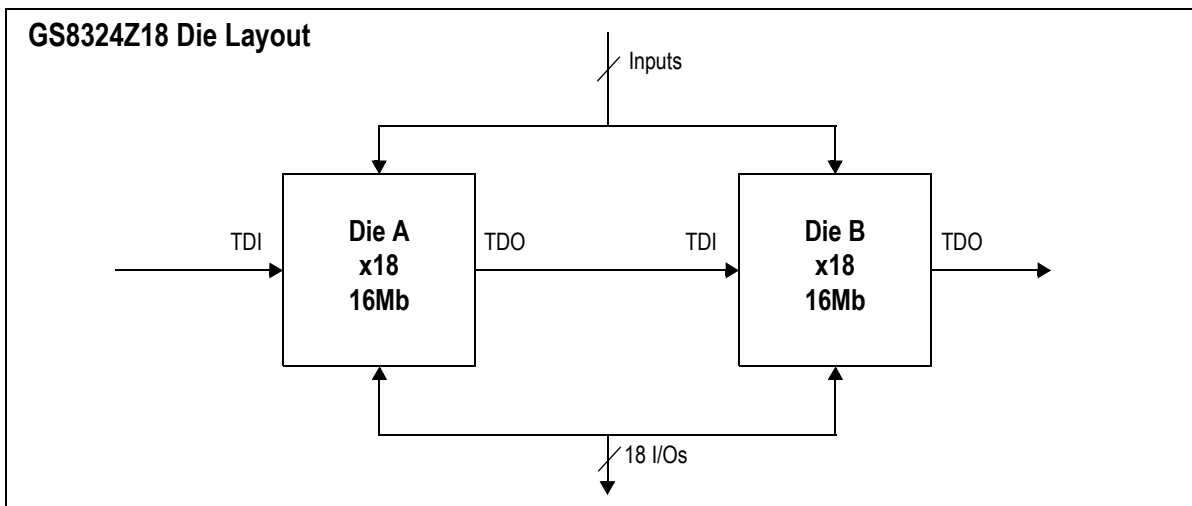 GS8324Z18 Die Layout
Inputs
TDI
Die A
x18
16Mb
TDO
TDI
Die B
x18
16Mb
TDO
18 I/Os